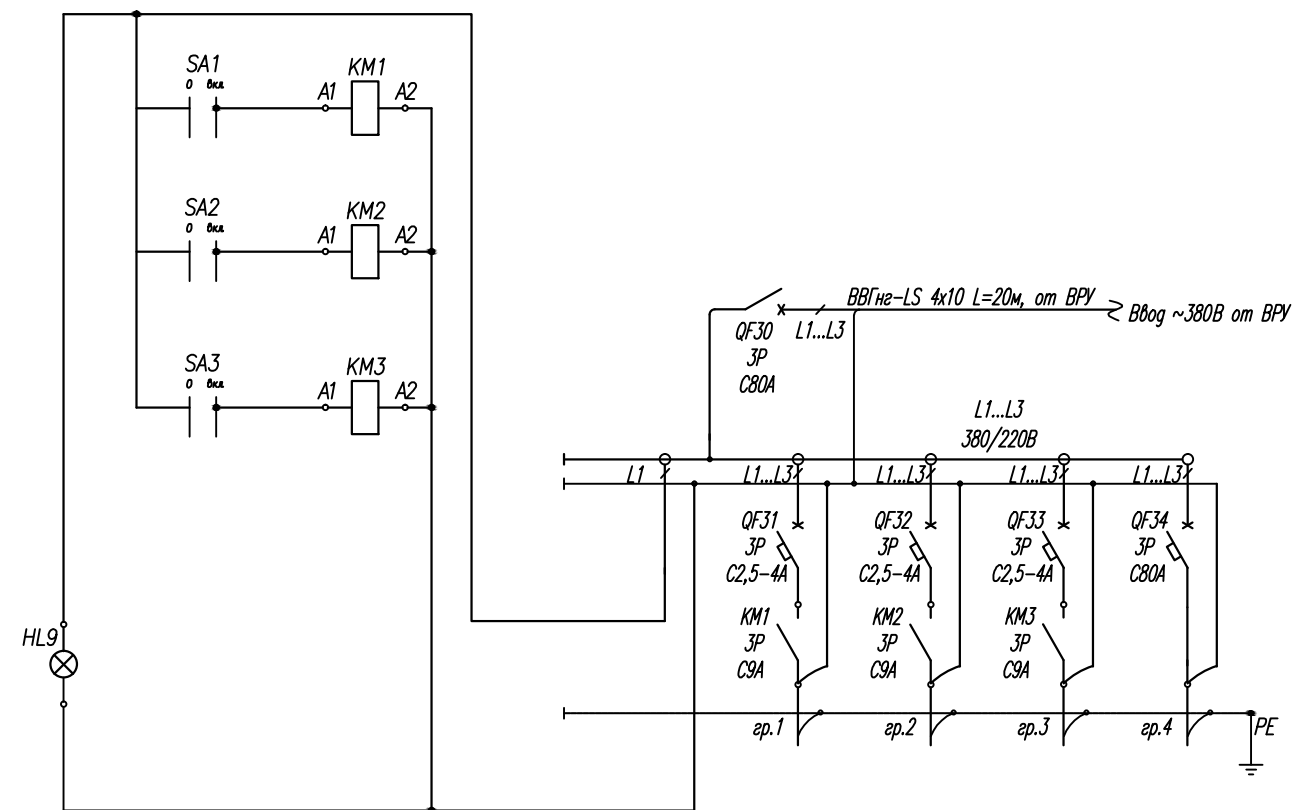 SA1
0 вкл.
KM1
A1
A2
SA2
0 вкл.
KM2
A1
A2
SA3
0 вкл.
KM3
A1
A2
ВВГнг-LS 4x10 L=20м, от ВРУ
Ввод ~380В от ВРУ
QF30
3P
C80A
L1...L3
L1...L3
380/220В
L1
L1...L3
L1...L3
L1...L3
L1...L3
QF31
3P
C2,5-4A
QF32
3P
C2,5-4A
QF33
3P
C2,5-4A
QF34
3P
C80A
KM1
3P
C9A
KM2
3P
C9A
KM3
3P
C9A
HL9
гр.1
гр.2
гр.3
гр.4
PE